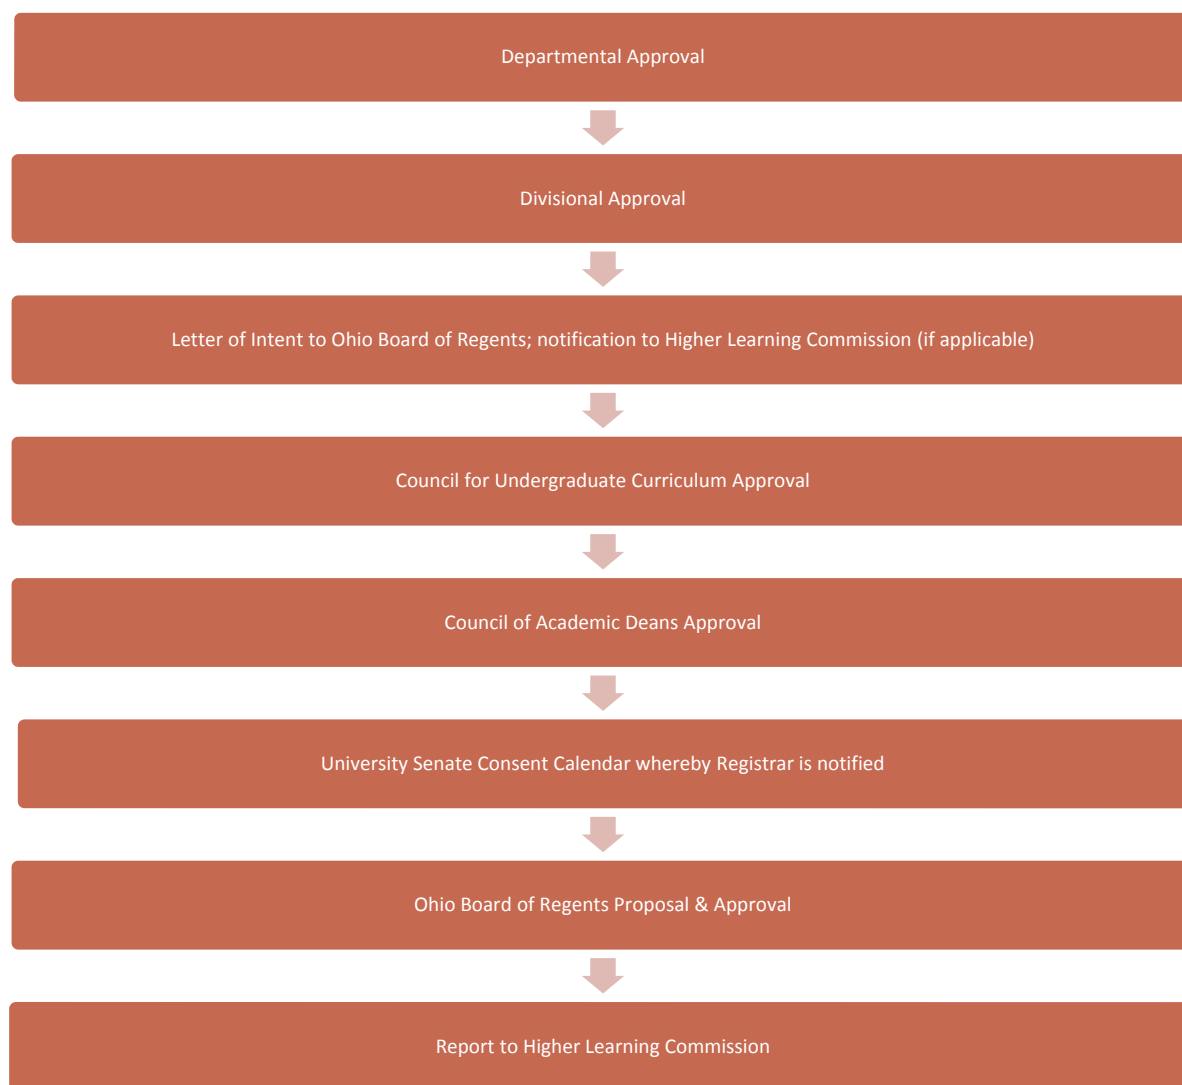 Departmental Approval
Divisional Approval
Letter of Intent to Ohio Board of Regents; notification to Higher Learning Commission (if applicable)
Council for Undergraduate Curriculum Approval
Council of Academic Deans Approval
University Senate Consent Calendar whereby Registrar is notified
Ohio Board of Regents Proposal & Approval
Report to Higher Learning Commission